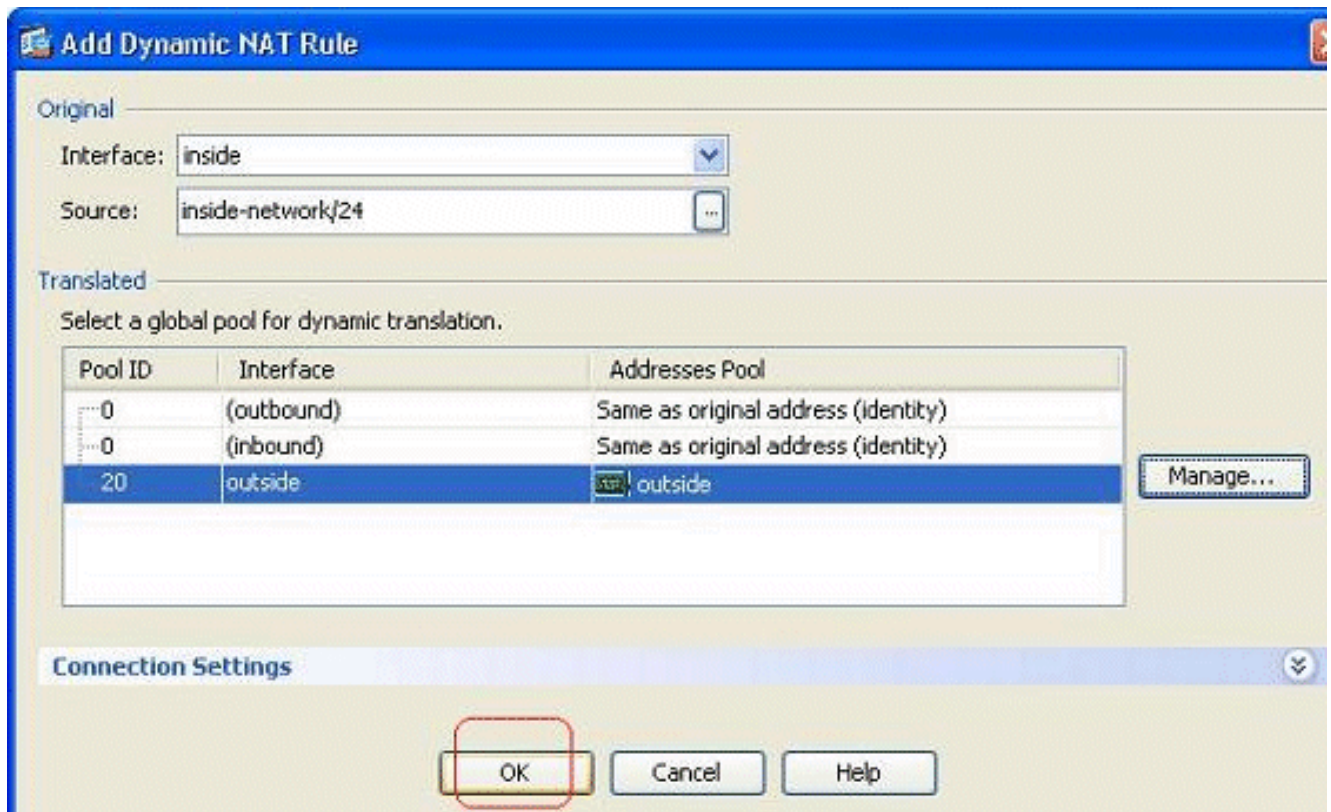 Add Dynamic NAT Rule
Original
Interface: inside
Source: inside-network/24 ...
Translated
Select a global pool for dynamic translation.
Pool ID Interface Addresses Pool
0 (outbound) Same as original address (identity)
0 (inbound) Same as original address (identity)
20 outside outside
Manage...
Connection Settings
OK Cancel Help